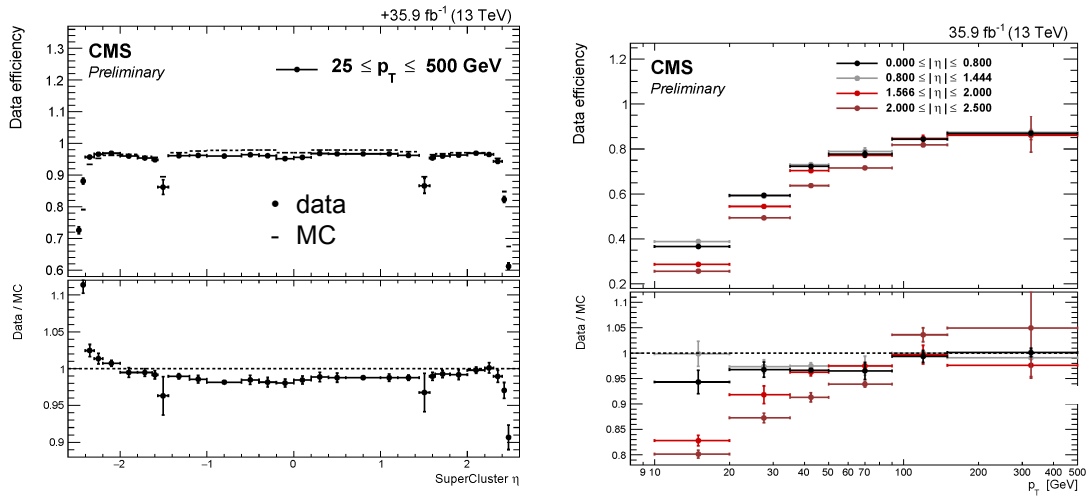 +35.9 fb⁻¹ (13 TeV)
CMS
Preliminary
25 ≤ p_T ≤ 500 GeV
Data efficiency
1.3
1.2
1.1
1
0.9
0.8
0.7
0.6
data
MC
Data / MC
1.1
1.05
1
0.95
0.9
−2 −1 0 1 2
SuperCluster η
35.9 fb⁻¹ (13 TeV)
CMS
Preliminary
0.000 ≤ | η | ≤ 0.800
0.800 ≤ | η | ≤ 1.444
1.566 ≤ | η | ≤ 2.000
2.000 ≤ | η | ≤ 2.500
Data efficiency
1.2
1
0.8
0.6
0.4
0.2
Data / MC
1.1
1.05
1
0.95
0.9
0.85
0.8
9 10 20 30 40 50 60 70 100 200 300 400 500
p_T [GeV]